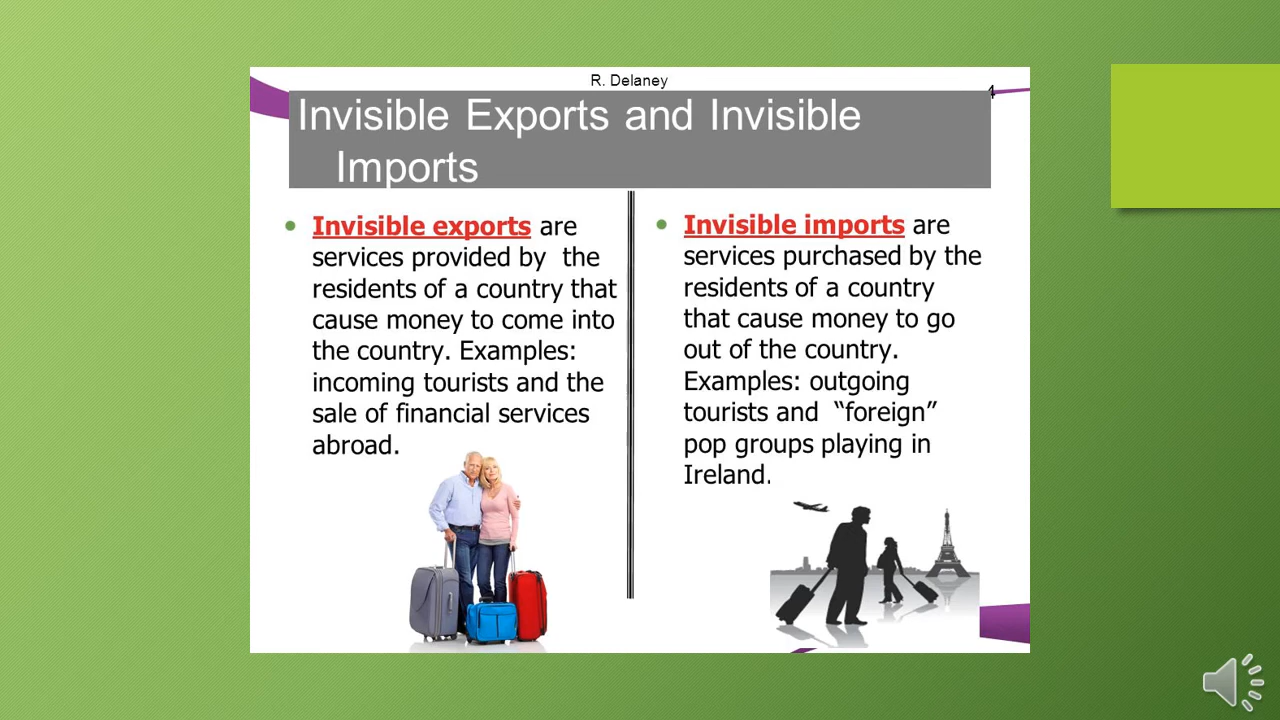 R. Delaney
4
Invisible Exports and Invisible
Imports
Invisible exports are
services provided by the
residents of a country that
cause money to come into
the country. Examples:
incoming tourists and the
sale of financial services
abroad.
Invisible imports are
services purchased by the
residents of a country
that cause money to go
out of the country.
Examples: outgoing
tourists and “foreign”
pop groups playing in
Ireland.